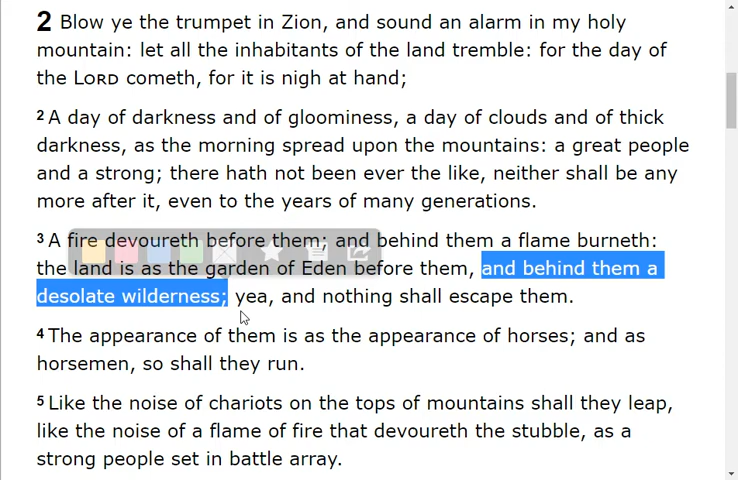 2 Blow ye the trumpet in Zion, and sound an alarm in my holy
mountain: let all the inhabitants of the land tremble: for the day of
the LORD cometh, for it is nigh at hand;
2 A day of darkness and of gloominess, a day of clouds and of thick
darkness, as the morning spread upon the mountains: a great people
and a strong; there hath not been ever the like, neither shall be any
more after it, even to the years of many generations.
3 A fire devoureth before them; and behind them a flame burneth:
the land is as the garden of Eden before them, and behind them a
desolate wilderness; yea, and nothing shall escape them.
4 The appearance of them is as the appearance of horses; and as
horsemen, so shall they run.
5 Like the noise of chariots on the tops of mountains shall they leap,
like the noise of a flame of fire that devoureth the stubble, as a
strong people set in battle array.